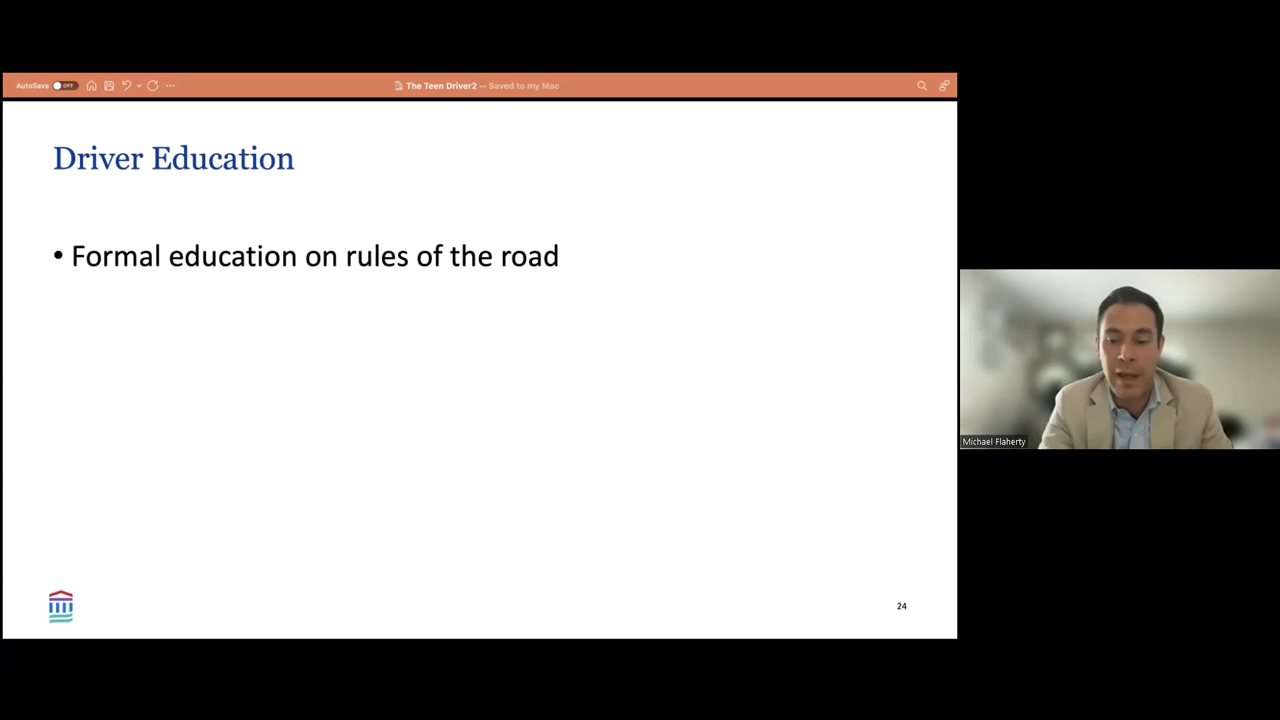 AutoSave OFF
The Teen Driver2 — Saved to my Mac
Driver Education
• Formal education on rules of the road
24
Michael Flaherty